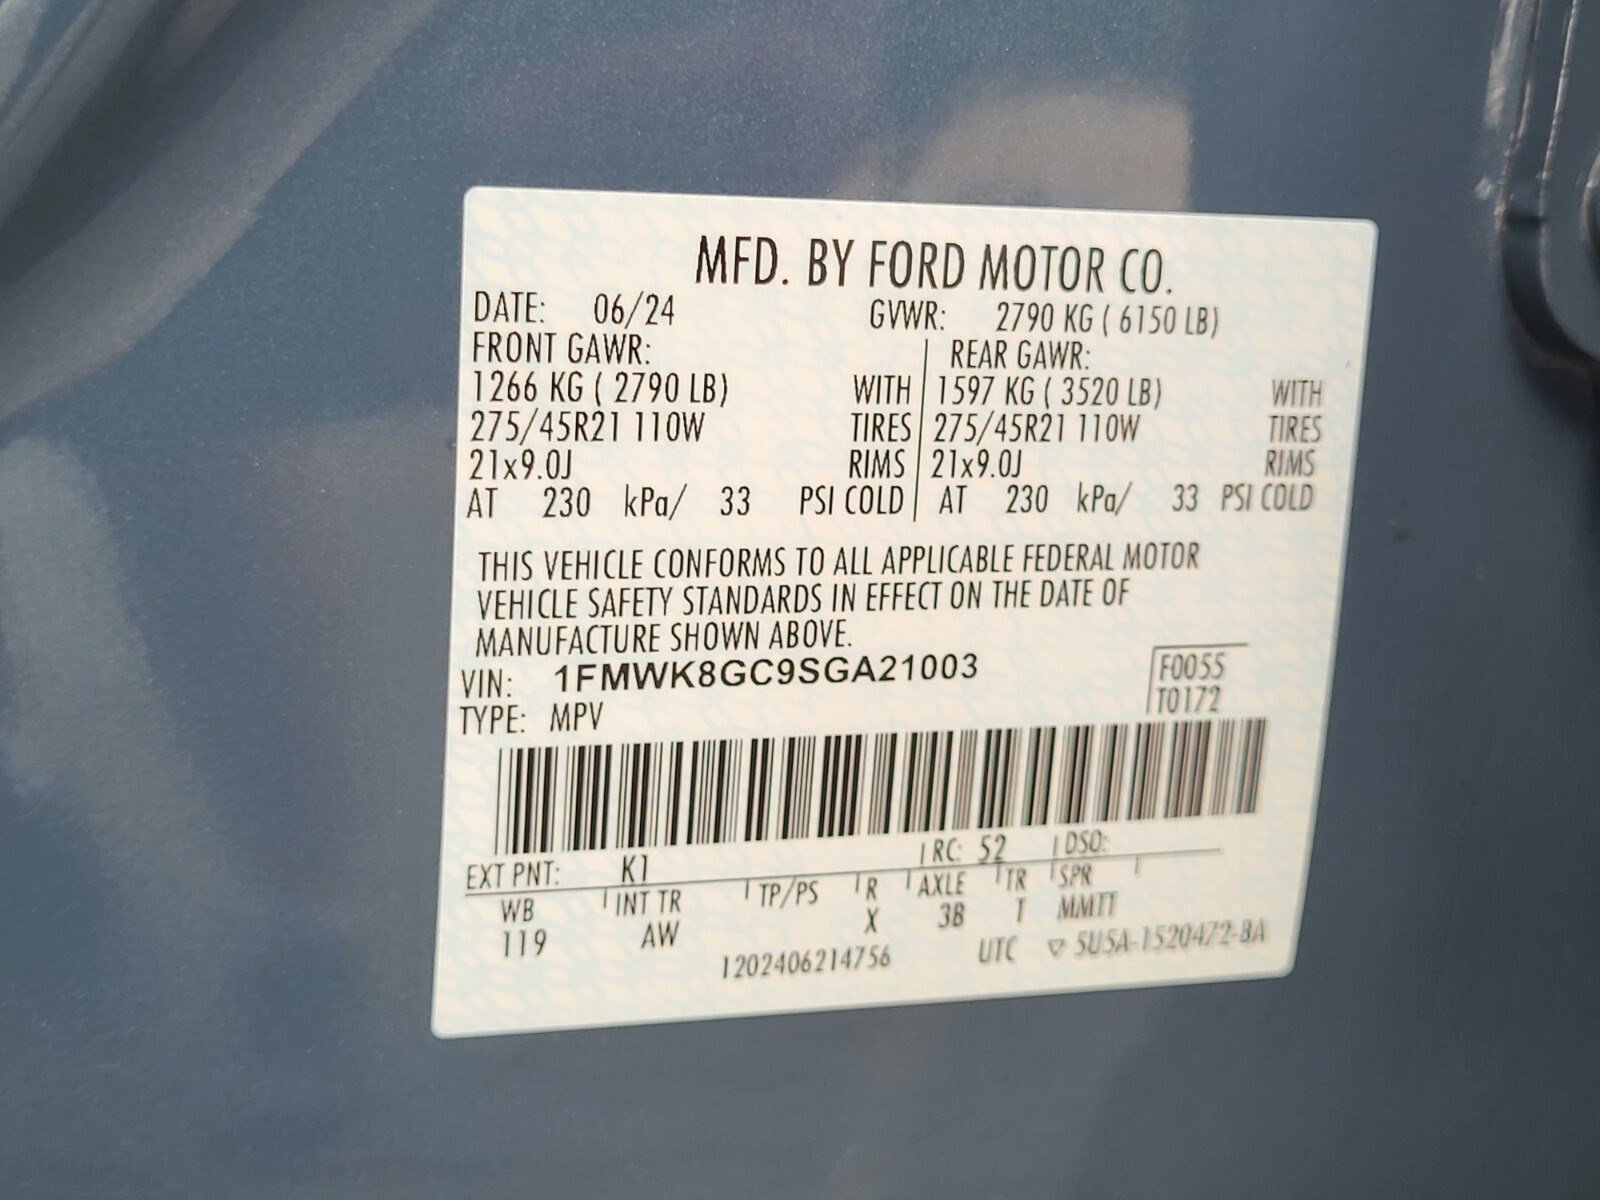 MFD. BY FORD MOTOR CO.
DATE: 06/24 GVWR: 2790 KG ( 6150 LB)
FRONT GAWR: REAR GAWR:
1266 KG ( 2790 LB) WITH 1597 KG ( 3520 LB) WITH
275/45R21 110W TIRES 275/45R21 110W TIRES
21x9.0J RIMS 21x9.0J RIMS
AT 230 kPa/ 33 PSI COLD AT 230 kPa/ 33 PSI COLD
THIS VEHICLE CONFORMS TO ALL APPLICABLE FEDERAL MOTOR
VEHICLE SAFETY STANDARDS IN EFFECT ON THE DATE OF
MANUFACTURE SHOWN ABOVE.
VIN: 1FMWK8GC9SGA21003 F0055
TYPE: MPV T0172
EXT PNT: K1 RC: 52 DSO:
WB INT TR TP/PS R AXLE TR SPR
119 AW X 3B T MMTT
1202406214756 UTC ▽ 5U5A-1520472-BA